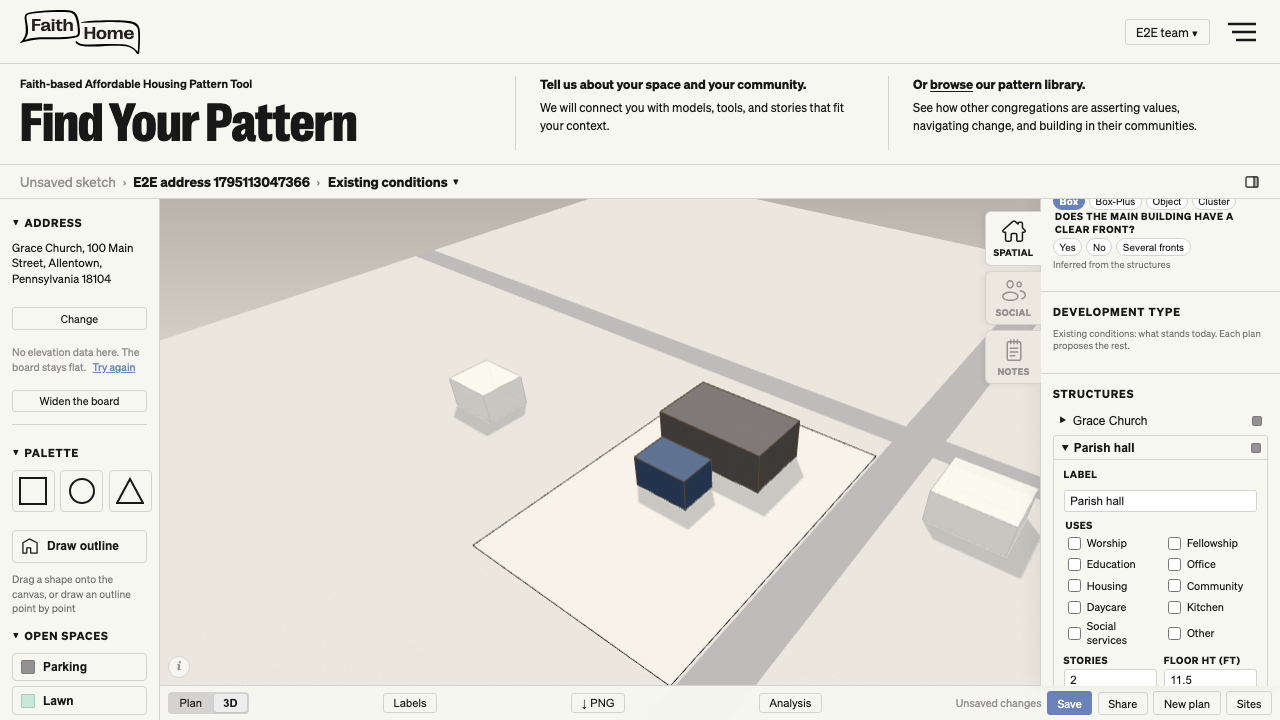 Faith
Home
E2E team ▾
Faith-based Affordable Housing Pattern Tool
Find Your Pattern
Tell us about your space and your community.
We will connect you with models, tools, and stories that fit
your context.
Or browse our pattern library.
See how other congregations are asserting values,
navigating change, and building in their communities.
Unsaved sketch › E2E address 1795113047366 › Existing conditions ▾
▾ ADDRESS
Grace Church, 100 Main
Street, Allentown,
Pennsylvania 18104
Change
No elevation data here. The
board stays flat. Try again
Widen the board
▾ PALETTE
Draw outline
Drag a shape onto the
canvas, or draw an outline
point by point
▾ OPEN SPACES
Parking
Lawn
SPATIAL
SOCIAL
NOTES
i
Box Box-Plus Object Cluster
DOES THE MAIN BUILDING HAVE A
CLEAR FRONT?
Yes No Several fronts
Inferred from the structures
DEVELOPMENT TYPE
Existing conditions: what stands today. Each plan
proposes the rest.
STRUCTURES
Grace Church
Parish hall
LABEL
Parish hall
USES
Worship Fellowship
Education Office
Housing Community
Daycare Kitchen
Social
services
Other
STORIES FLOOR HT (FT)
2 11.5
Plan 3D Labels ↓ PNG Analysis Unsaved changes Save Share New plan Sites